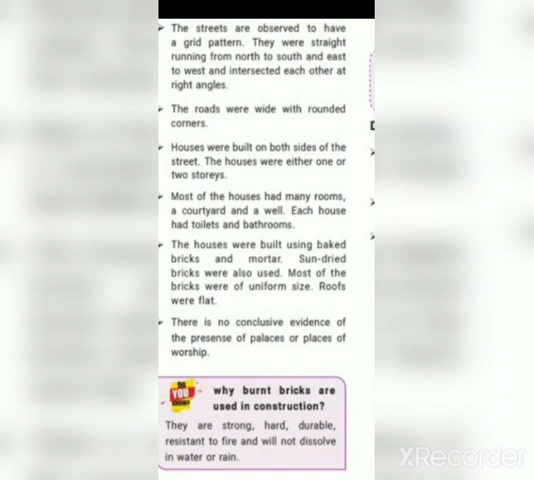 The streets are observed to have
a grid pattern. They were straight
running from north to south and east
to west and intersected each other at
right angles.
The roads were wide with rounded
corners.
Houses were built on both sides of the
street. The houses were either one or
two storeys.
Most of the houses had many rooms,
a courtyard and a well. Each house
had toilets and bathrooms.
The houses were built using baked
bricks and mortar. Sun-dried
bricks were also used. Most of the
bricks were of uniform size. Roofs
were flat.
There is no conclusive evidence of
the presense of palaces or places of
worship.
Do
YOU
KNOW
why burnt bricks are
used in construction?
They are strong, hard, durable,
resistant to fire and will not dissolve
in water or rain.
XRecorder